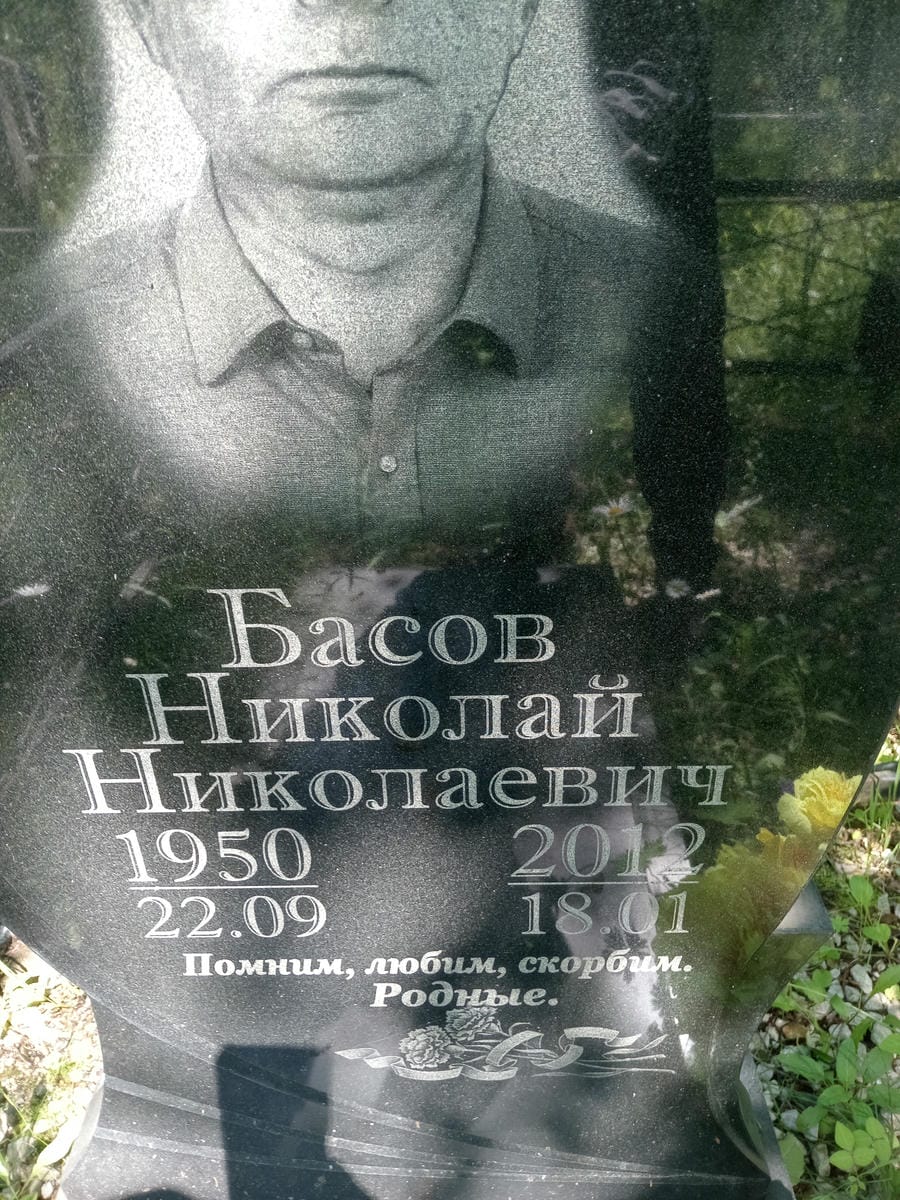 Басов
Николай
Николаевич
1950 2012
22.09 18.01
Помним, любим, скорбим.
Родные.